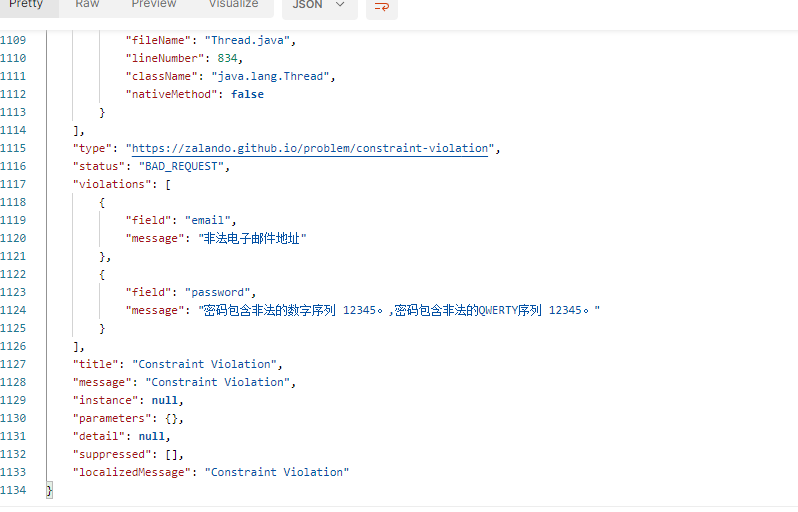 Pretty Raw Preview Visualize JSON
1109 "fileName": "Thread.java",
1110 "lineNumber": 834,
1111 "className": "java.lang.Thread",
1112 "nativeMethod": false
1113 }
1114 ],
1115 "type": "https://zalando.github.io/problem/constraint-violation",
1116 "status": "BAD_REQUEST",
1117 "violations": [
1118 {
1119 "field": "email",
1120 "message": "非法电子邮件地址"
1121 },
1122 {
1123 "field": "password",
1124 "message": "密码包含非法的数字序列 12345。,密码包含非法的QWERTY序列 12345。"
1125 }
1126 ],
1127 "title": "Constraint Violation",
1128 "message": "Constraint Violation",
1129 "instance": null,
1130 "parameters": {},
1131 "detail": null,
1132 "suppressed": [],
1133 "localizedMessage": "Constraint Violation"
1134 }